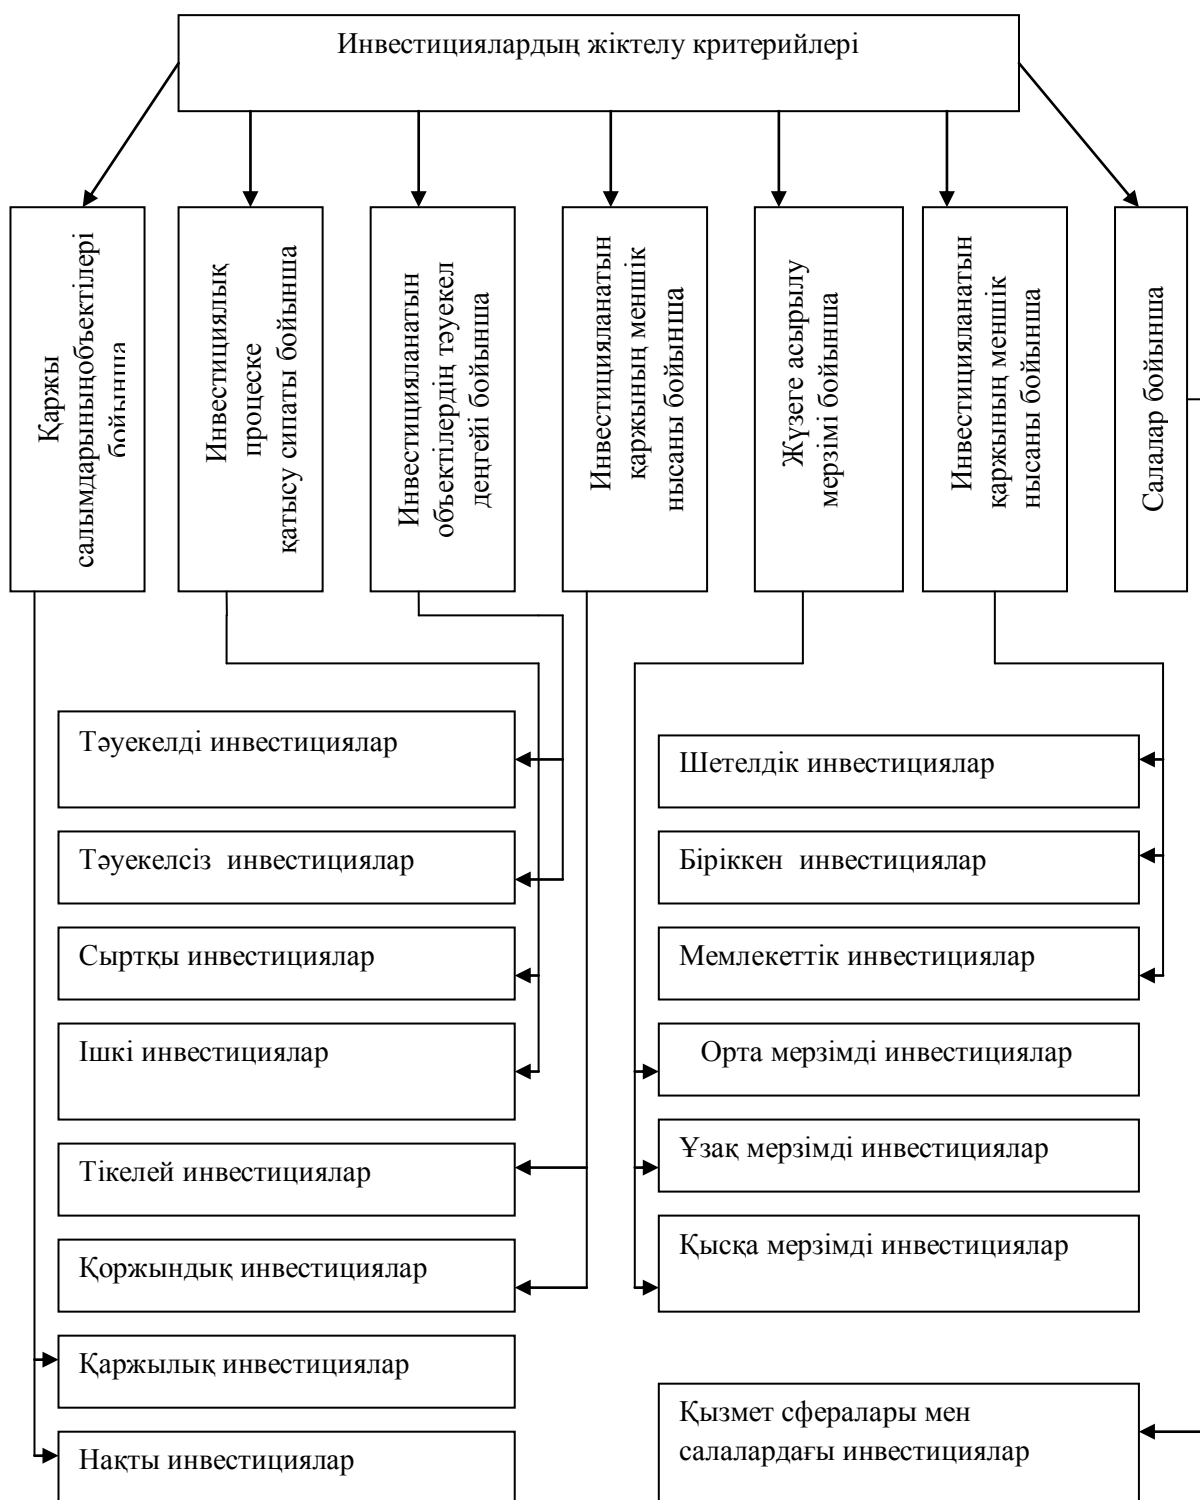 Инвестициялардың жіктелу критерийлері
Қаржы
салымдарыныңобъектілері
бойынша
Инвестициялық
процеске
қатысу сипаты бойынша
Инвестицияланатын
объектілердің тәуекел
деңгейі бойынша
Инвестицияланатын
қаржының меншік
нысаны бойынша
Жүзеге асырылу
мерзімі бойынша
Инвестицияланатын
қаржының меншік
нысаны бойынша
Салалар бойынша
Тәуекелді инвестициялар
Тәуекелсіз инвестициялар
Сыртқы инвестициялар
Ішкі инвестициялар
Тікелей инвестициялар
Қоржындық инвестициялар
Қаржылық инвестициялар
Нақты инвестициялар
Шетелдік инвестициялар
Біріккен инвестициялар
Мемлекеттік инвестициялар
Орта мерзімді инвестициялар
Ұзақ мерзімді инвестициялар
Қысқа мерзімді инвестициялар
Қызмет сфералары мен
салалардағы инвестициялар